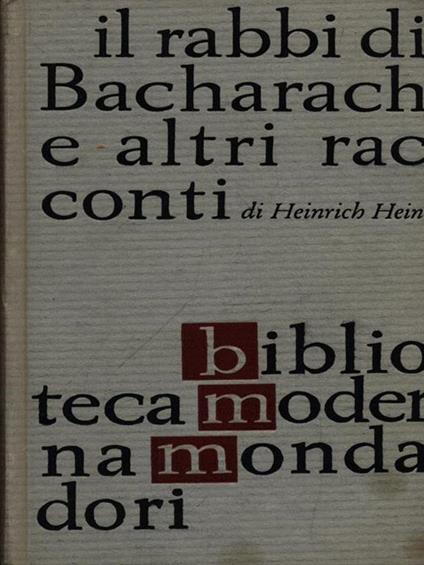 il rabbi di
Bacharach
e altri rac
conti di Heinrich Hein
biblio
teca moder
na monda
dori